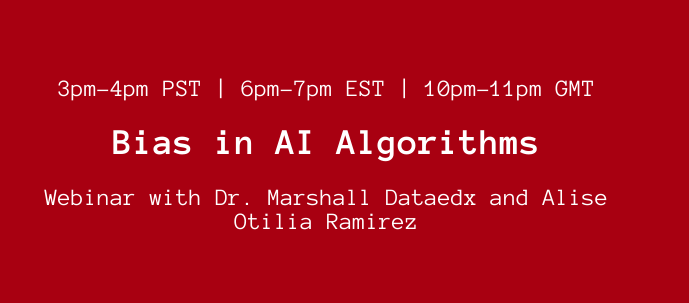 3pm-4pm PST | 6pm-7pm EST | 10pm-11pm GMT
Bias in AI Algorithms
Webinar with Dr. Marshall Dataedx and Alise
Otilia Ramirez